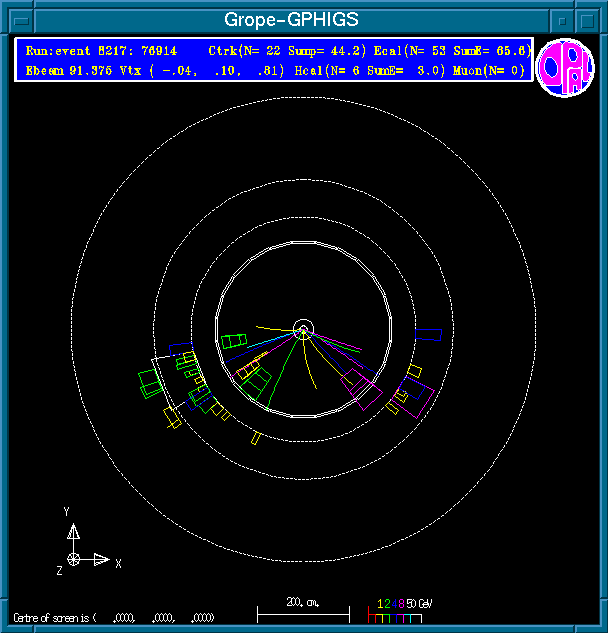 Grope-GPHIGS
Run:event 8217: 76914 Ctrk(N= 22 Sump= 44.2) Ecal(N= 53 SumE= 65.6)
Ebeam 91.376 Vtx ( -.04, .10, .81) Hcal(N= 6 SumE= 3.0) Muon(N= 0)
OPAL
Y
X
Z
200. cm.
1 2 4 8 50 GeV
Centre of screen is ( .0000, .0000, .0000)